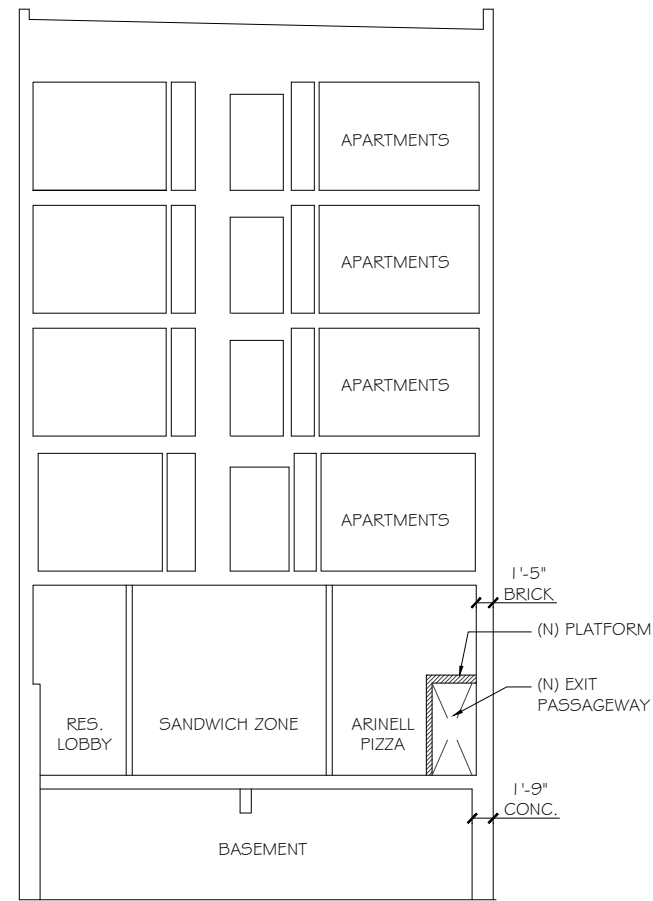 APARTMENTS
APARTMENTS
APARTMENTS
APARTMENTS
1'-5"
BRICK
(N) PLATFORM
(N) EXIT
PASSAGEWAY
RES.
LOBBY
SANDWICH ZONE
ARINELL
PIZZA
1'-9"
CONC.
BASEMENT